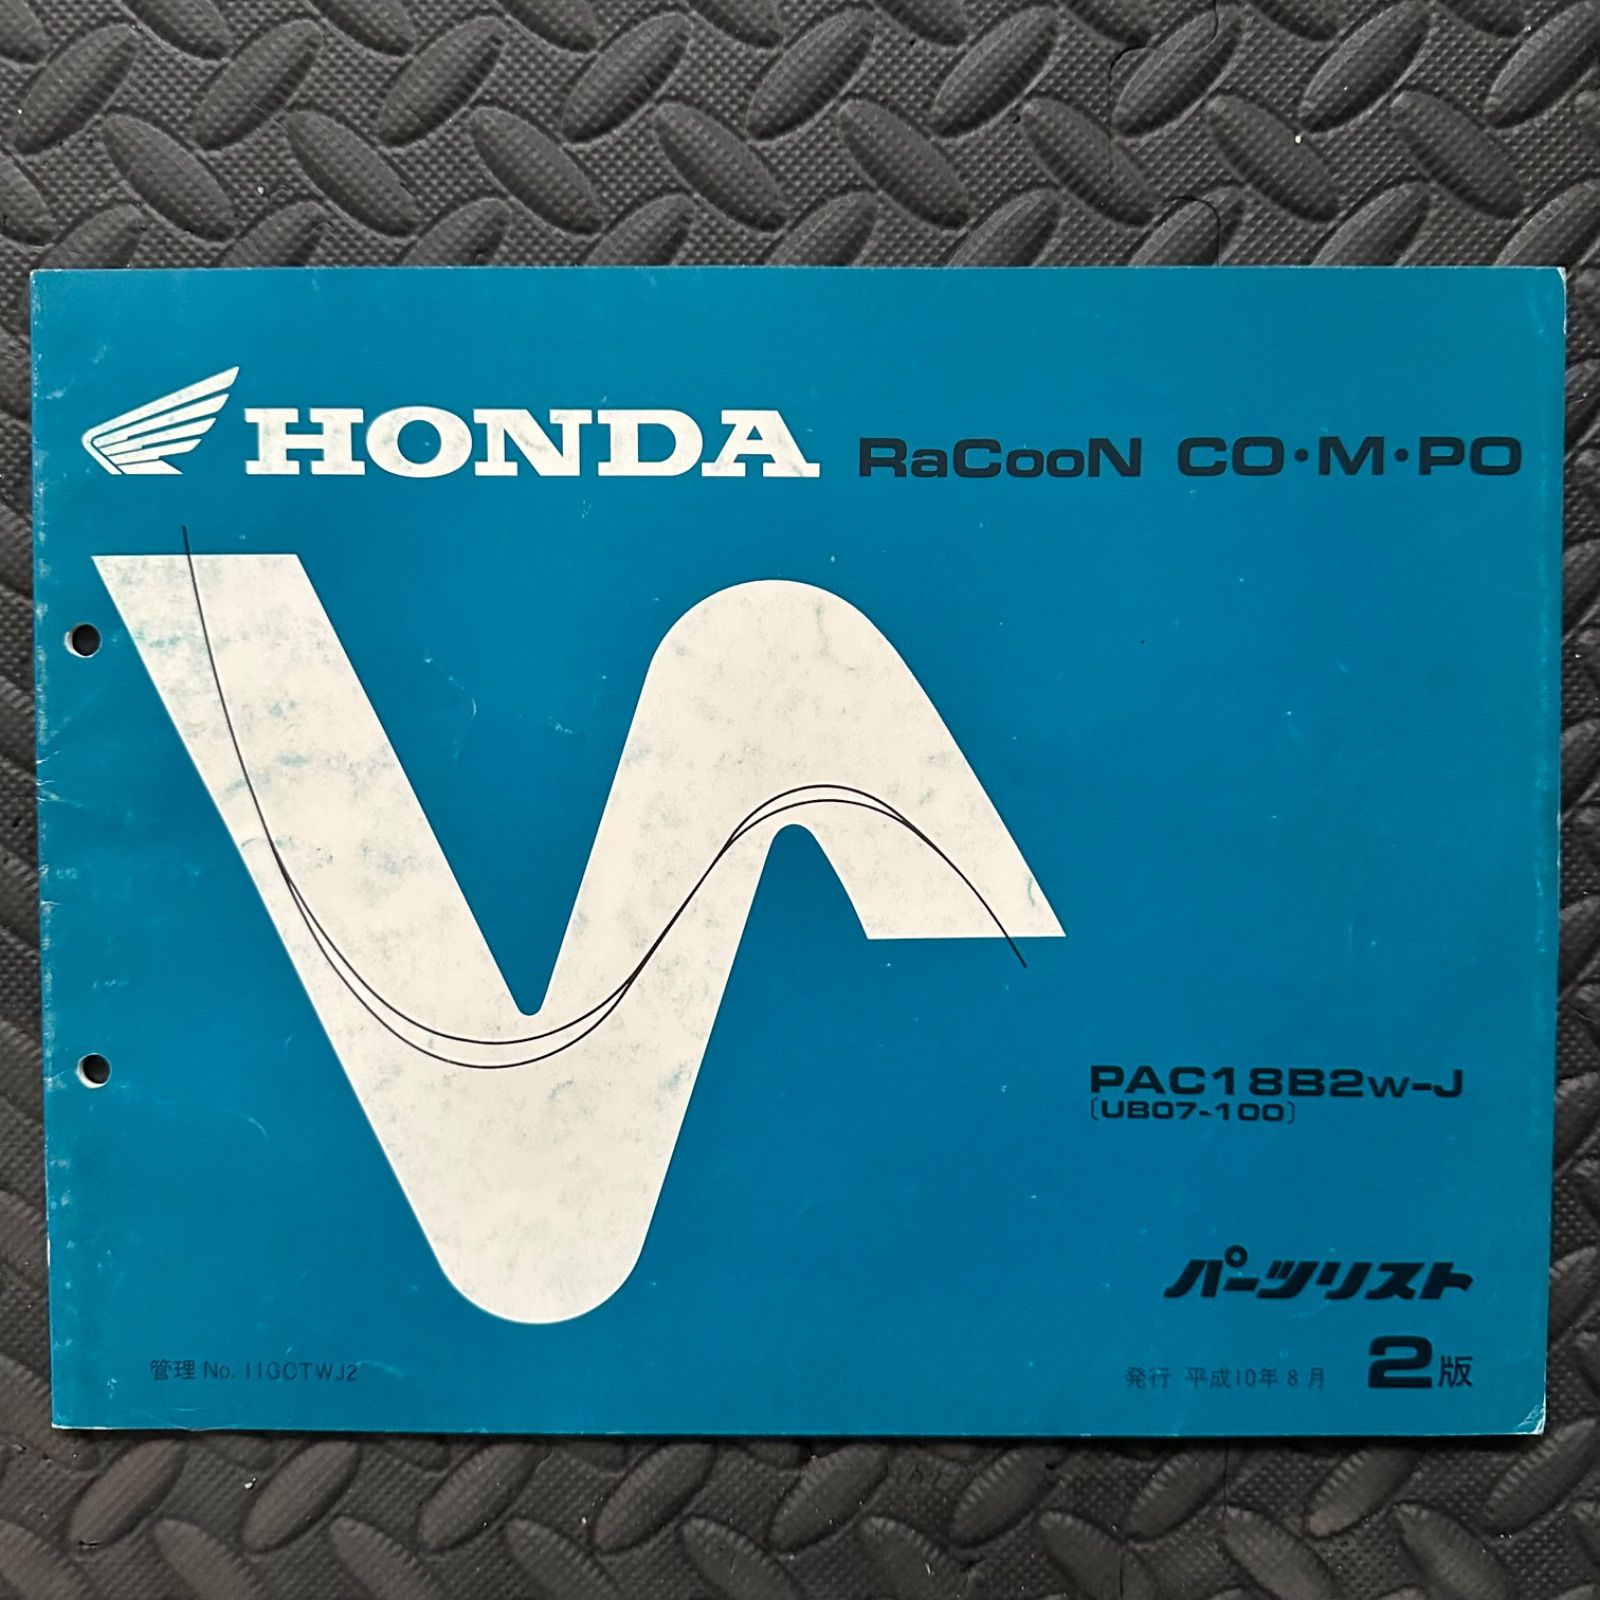 HONDA RaCooN CO・M・PO
PAC18B2W-J
〔UB07-100〕
パーツリスト
管理 No. 11GCTWJ2
発行 平成10年8月 2版